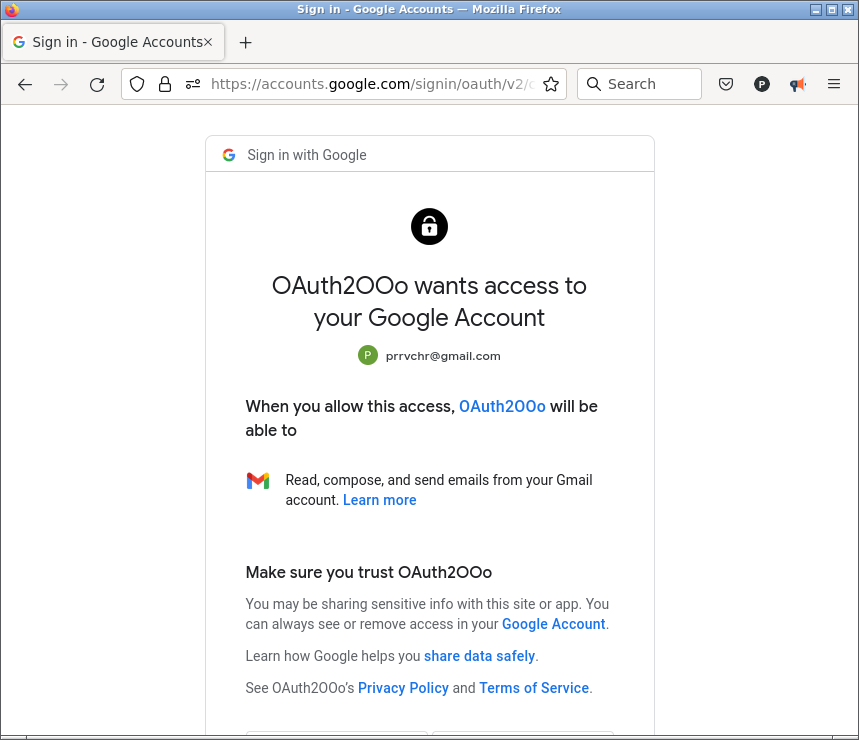 Sign in - Google Accounts — Mozilla Firefox
Sign in - Google Accounts
https://accounts.google.com/signin/oauth/v2/
Search
P
Sign in with Google
OAuth2OOo wants access to
your Google Account
P prrvchr@gmail.com
When you allow this access, OAuth2OOo will be
able to
Read, compose, and send emails from your Gmail
account. Learn more
Make sure you trust OAuth2OOo
You may be sharing sensitive info with this site or app. You
can always see or remove access in your Google Account.
Learn how Google helps you share data safely.
See OAuth2OOo’s Privacy Policy and Terms of Service.